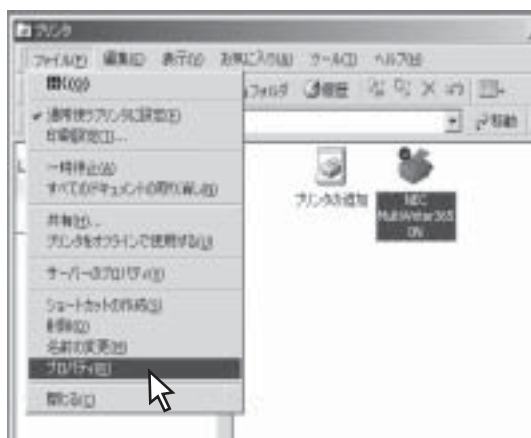 プリンタ
ファイル(F) 編集(E) 表示(V) お気に入り(A) ツール(T) ヘルプ(H)
開く(O)
フォルダ 履歴
通常使うプリンタに設定(F)
印刷設定(E)...
移動
一時停止(A)
すべてのドキュメントの取り消し(L)
共有(H)...
プリンタをオフラインで使用する(U)
サーバーのプロパティ(V)
ショートカットの作成(S)
削除(D)
名前の変更(M)
プロパティ(R)
閉じる(C)
プリンタの追加
NEC
MultiWriter365
0N